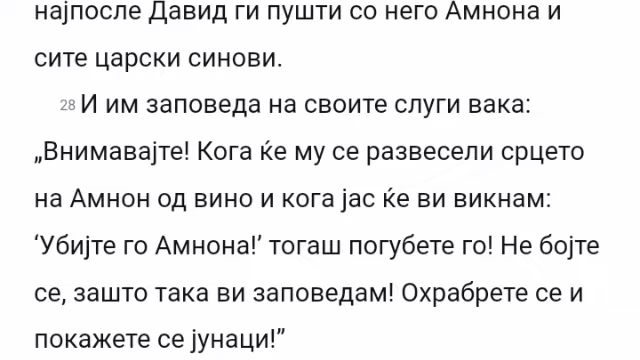 најпосле Давид ги пушти со него Амнона и
сите царски синови.
28 И им заповеда на своите слуги вака:
„Внимавајте! Кога ќе му се развесели срцето
на Амнон од вино и кога јас ќе ви викнам:
‘Убијте го Амнона!’ тогаш погубете го! Не бојте
се, зашто така ви заповедам! Охрабрете се и
покажете се јунаци!”